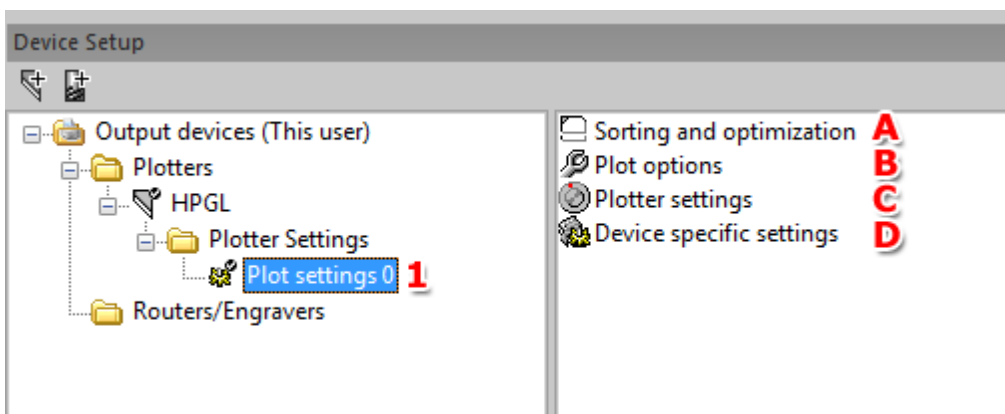 Device Setup
Output devices (This user)
Plotters
HPGL
Plotter Settings
Plot settings 0 1
Routers/Engravers
Sorting and optimization A
Plot options B
Plotter settings C
Device specific settings D